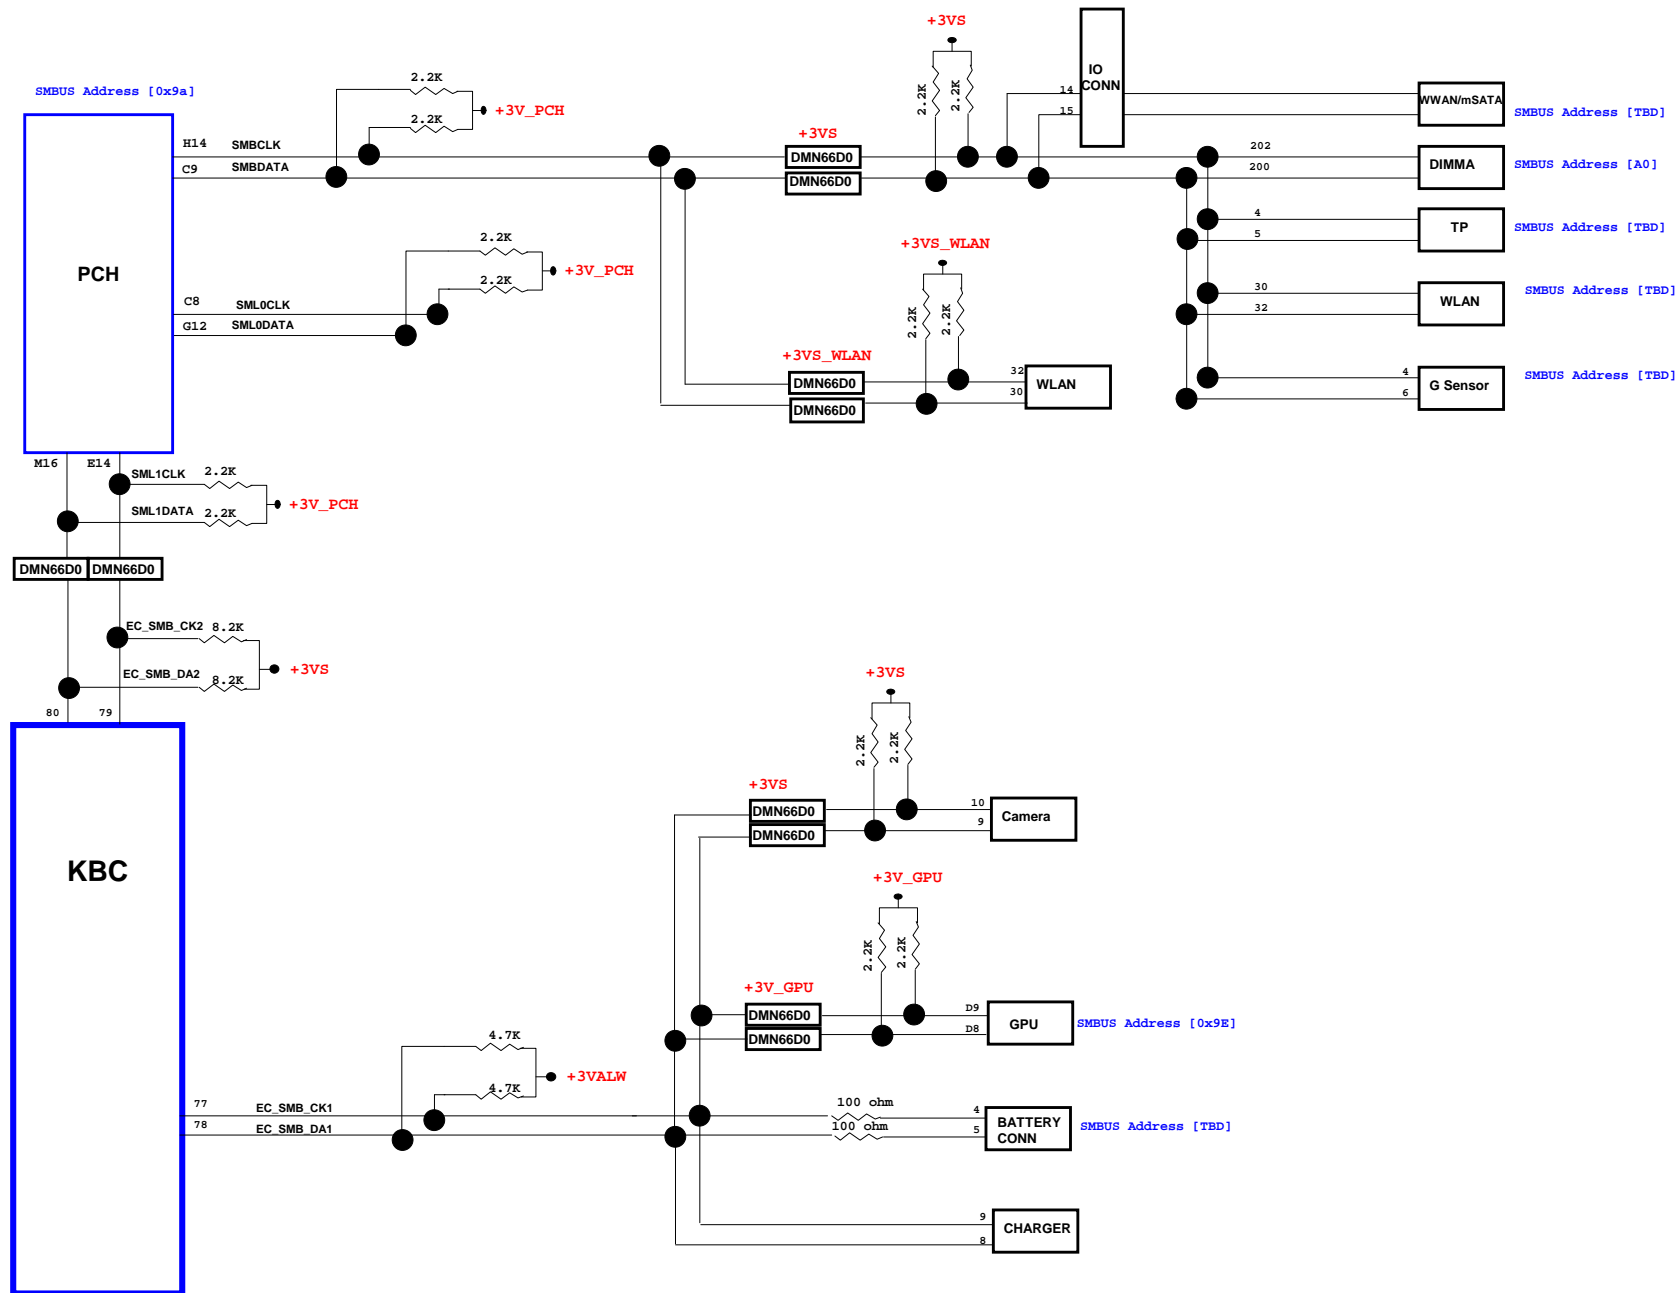 +3VS
IO
CONN
2.2K
SMBUS Address [0x9a]
+3V_PCH
2.2K
2.2K
2.2K
14
15
WWAN/mSATA
SMBUS Address [TBD]
H14
SMBCLK
+3VS
DMN66D0
202
C9
SMBDATA
DMN66D0
200
DIMMA
SMBUS Address [A0]
4
5
TP
SMBUS Address [TBD]
2.2K
+3VS_WLAN
PCH
+3V_PCH
2.2K
30
32
WLAN
SMBUS Address [TBD]
C8
SML0CLK
G12
SML0DATA
2.2K
2.2K
+3VS_WLAN
DMN66D0
DMN66D0
32
30
WLAN
4
6
G Sensor
SMBUS Address [TBD]
M16
E14
SML1CLK
2.2K
+3V_PCH
SML1DATA
2.2K
DMN66D0
DMN66D0
EC_SMB_CK2
8.2K
+3VS
EC_SMB_DA2
8.2K
80
79
+3VS
2.2K
2.2K
+3VS
DMN66D0
DMN66D0
10
9
Camera
KBC
+3V_GPU
2.2K
2.2K
+3V_GPU
DMN66D0
DMN66D0
D9
D8
GPU
SMBUS Address [0x9E]
4.7K
+3VALW
4.7K
77
EC_SMB_CK1
78
EC_SMB_DA1
100 ohm
100 ohm
4
5
BATTERY
CONN
SMBUS Address [TBD]
9
8
CHARGER